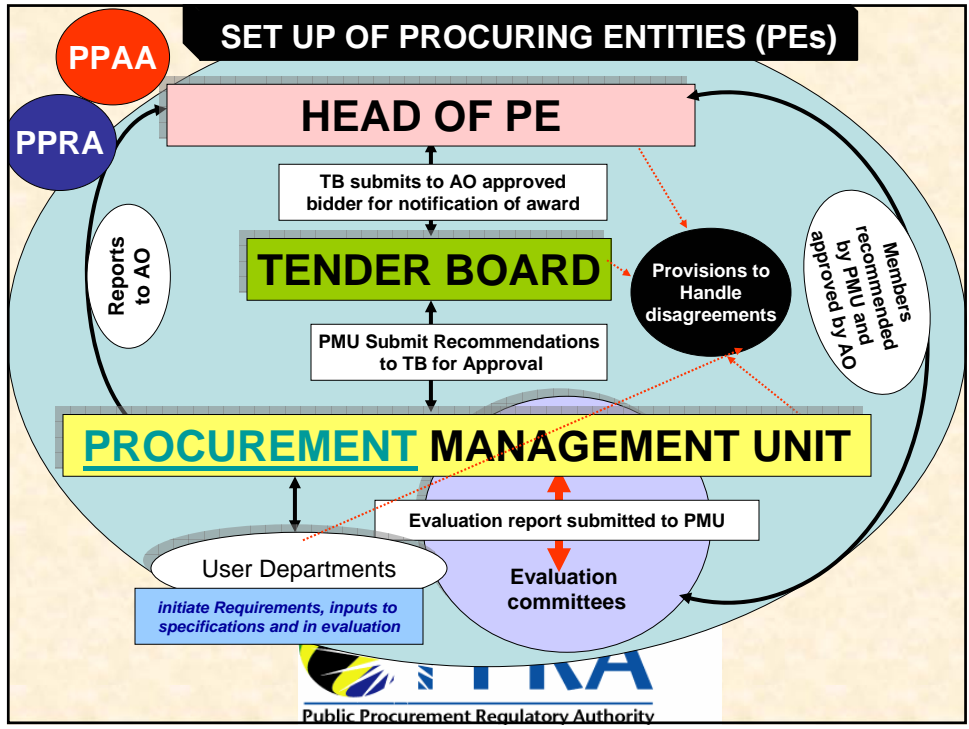 SET UP OF PROCURING ENTITIES (PEs)
PPAA
PPRA
HEAD OF PE
TB submits to AO approved
bidder for notification of award
TENDER BOARD
Provisions to
Handle
disagreements
Reports
to AO
Members
recommended
by PMU and
approved by AO
PMU Submit Recommendations
to TB for Approval
PROCUREMENT MANAGEMENT UNIT
Evaluation report submitted to PMU
User Departments
initiate Requirements, inputs to
specifications and in evaluation
Evaluation
committees
PPRA
Public Procurement Regulatory Authority